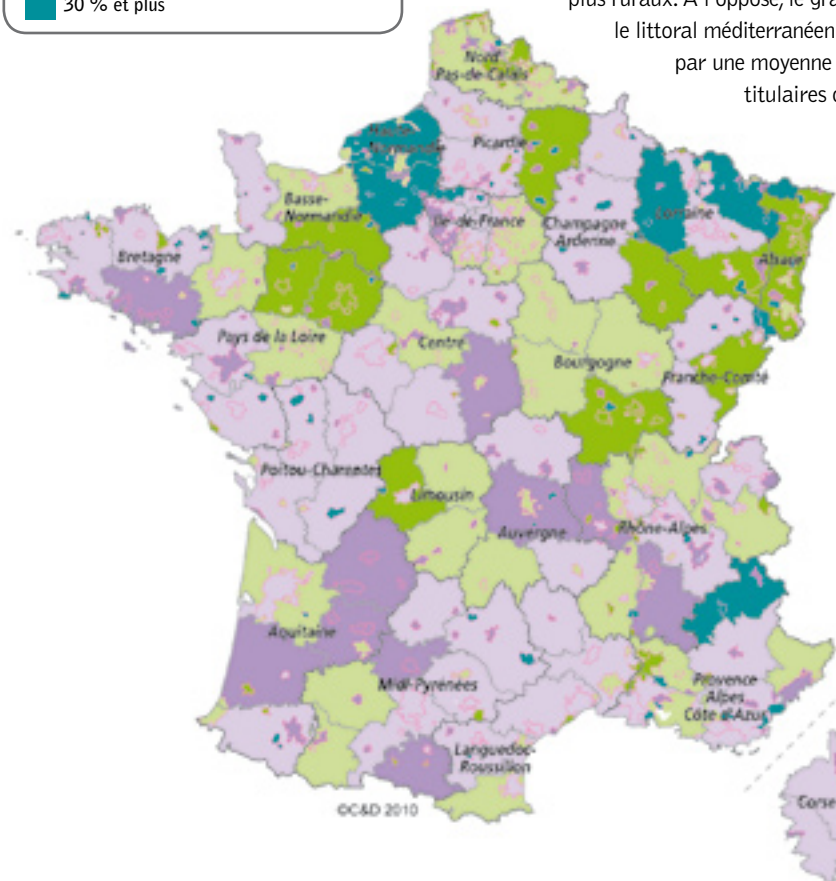 30 % et plus
plus ruraux. À l'opposé, le gra
le littoral méditerranéen
par une moyenne
titulaires
Nord
Pas-de-Calais
Haute-
Normandie
Picardie
Basse-
Normandie
Ile-de-France
Champagne
Ardenne
Lorraine
Alsace
Bretagne
Pays de la Loire
Centre
Bourgogne
Franche-Comté
Poitou-Charentes
Limousin
Auvergne
Rhône-Alpes
Aquitaine
Midi-Pyrénées
Provence
Alpes
Côte d'Azur
Languedoc-
Roussillon
©C&D 2010
Corse